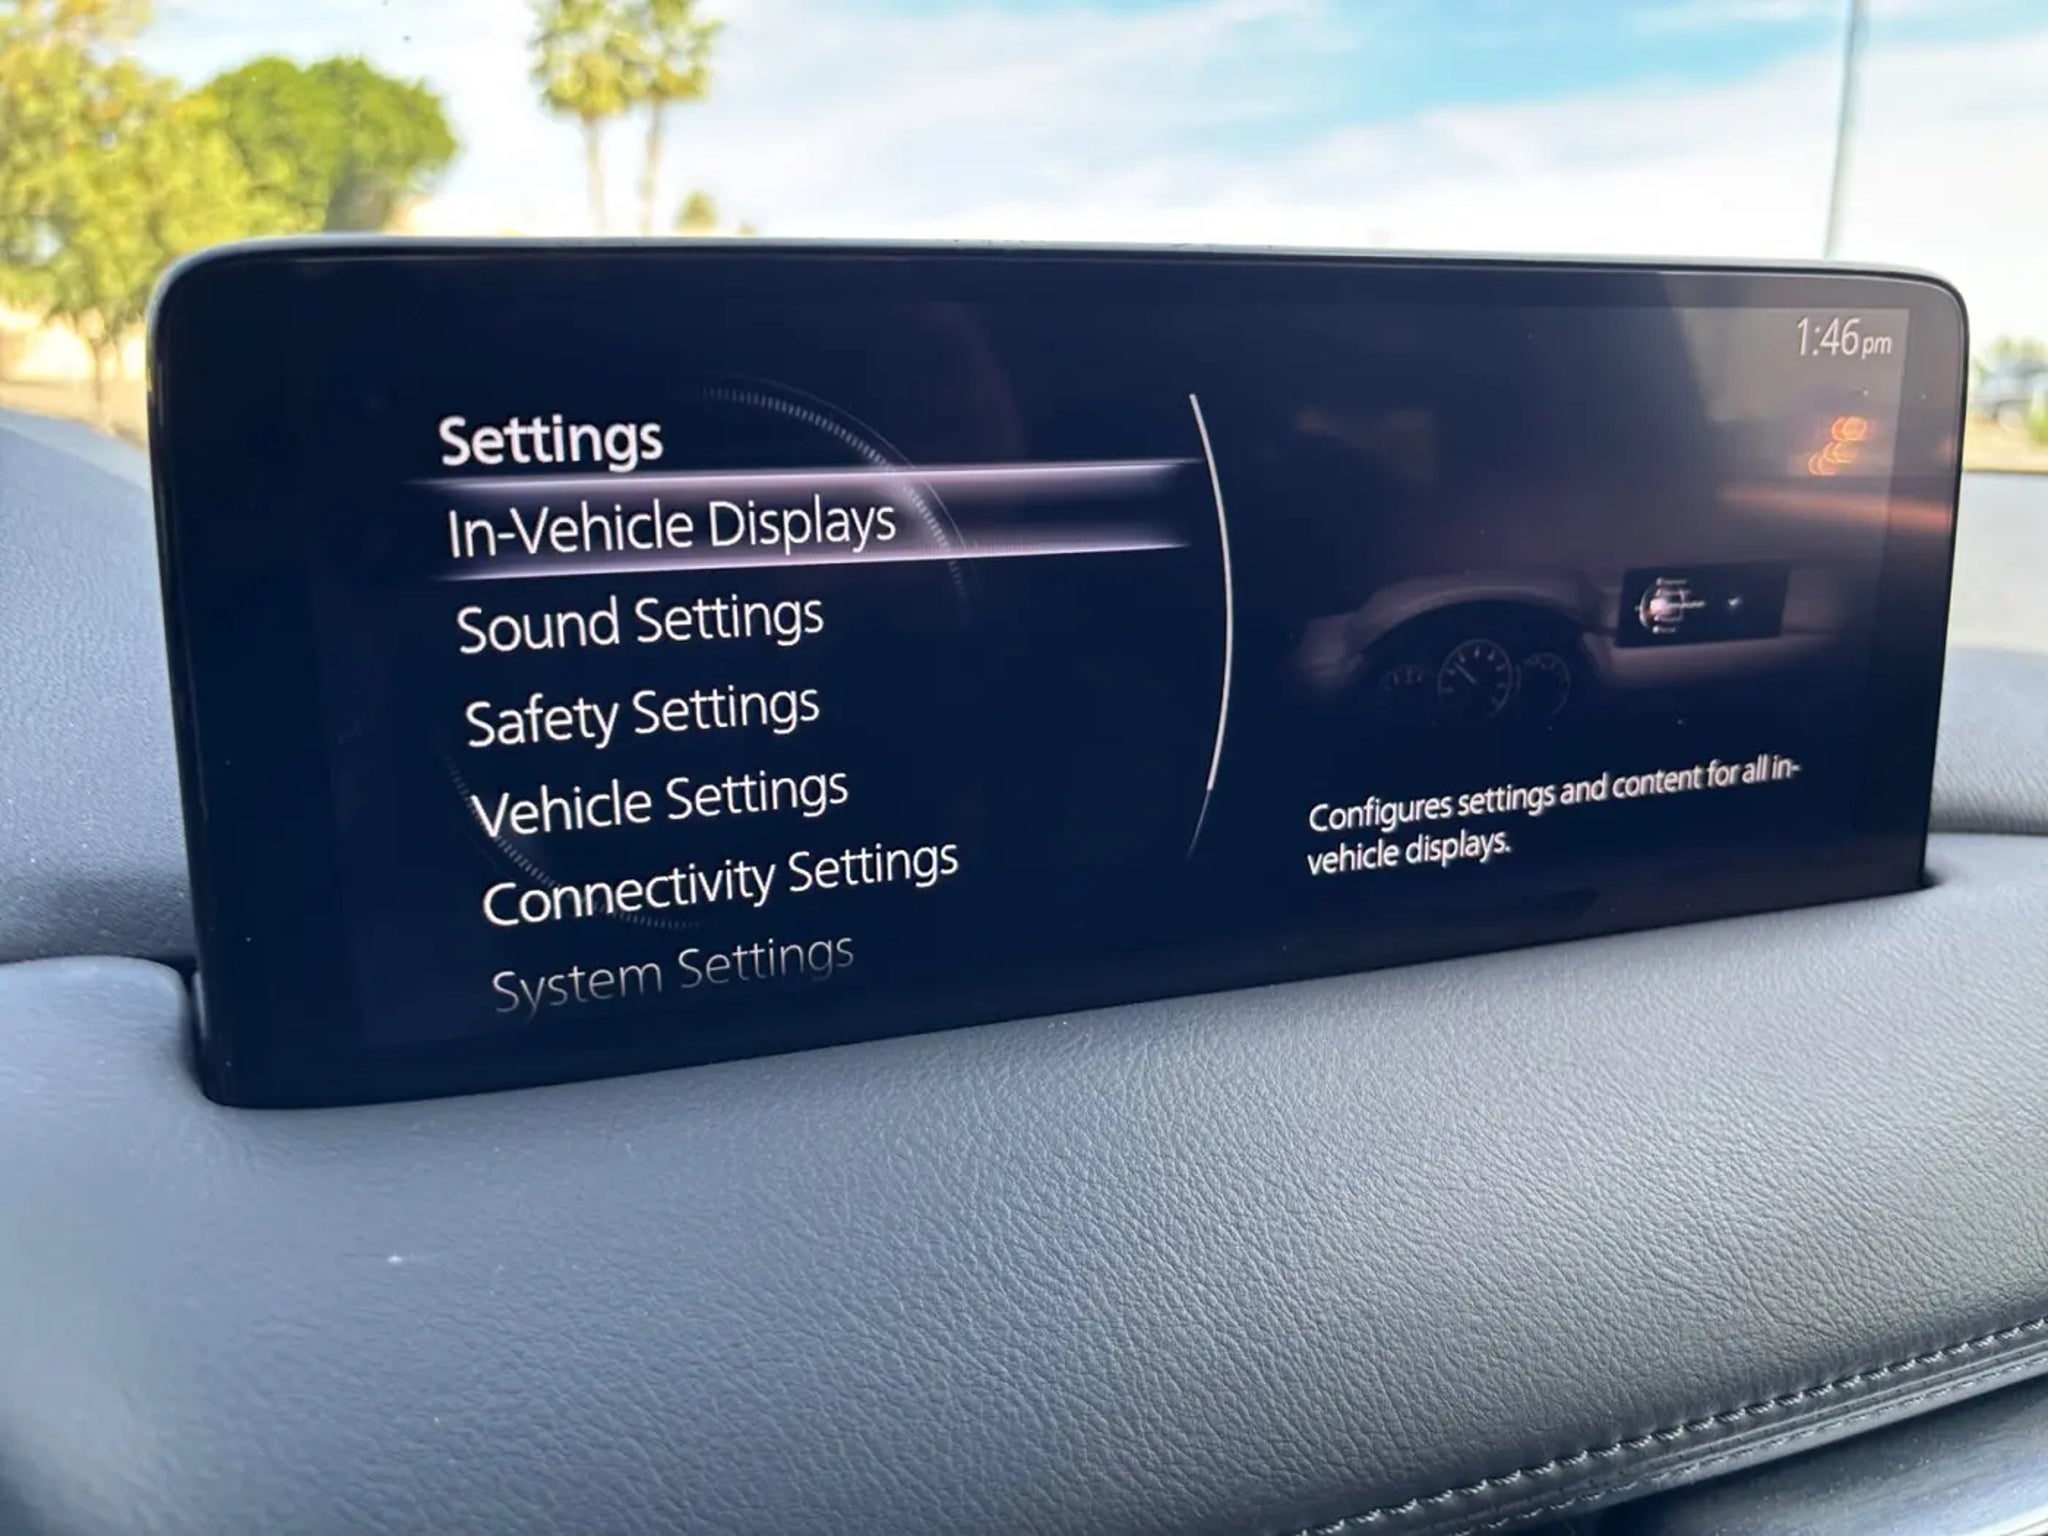 1:46pm
Settings
In-Vehicle Displays
Sound Settings
Safety Settings
Vehicle Settings
Connectivity Settings
System Settings
Configures settings and content for all in-
vehicle displays.